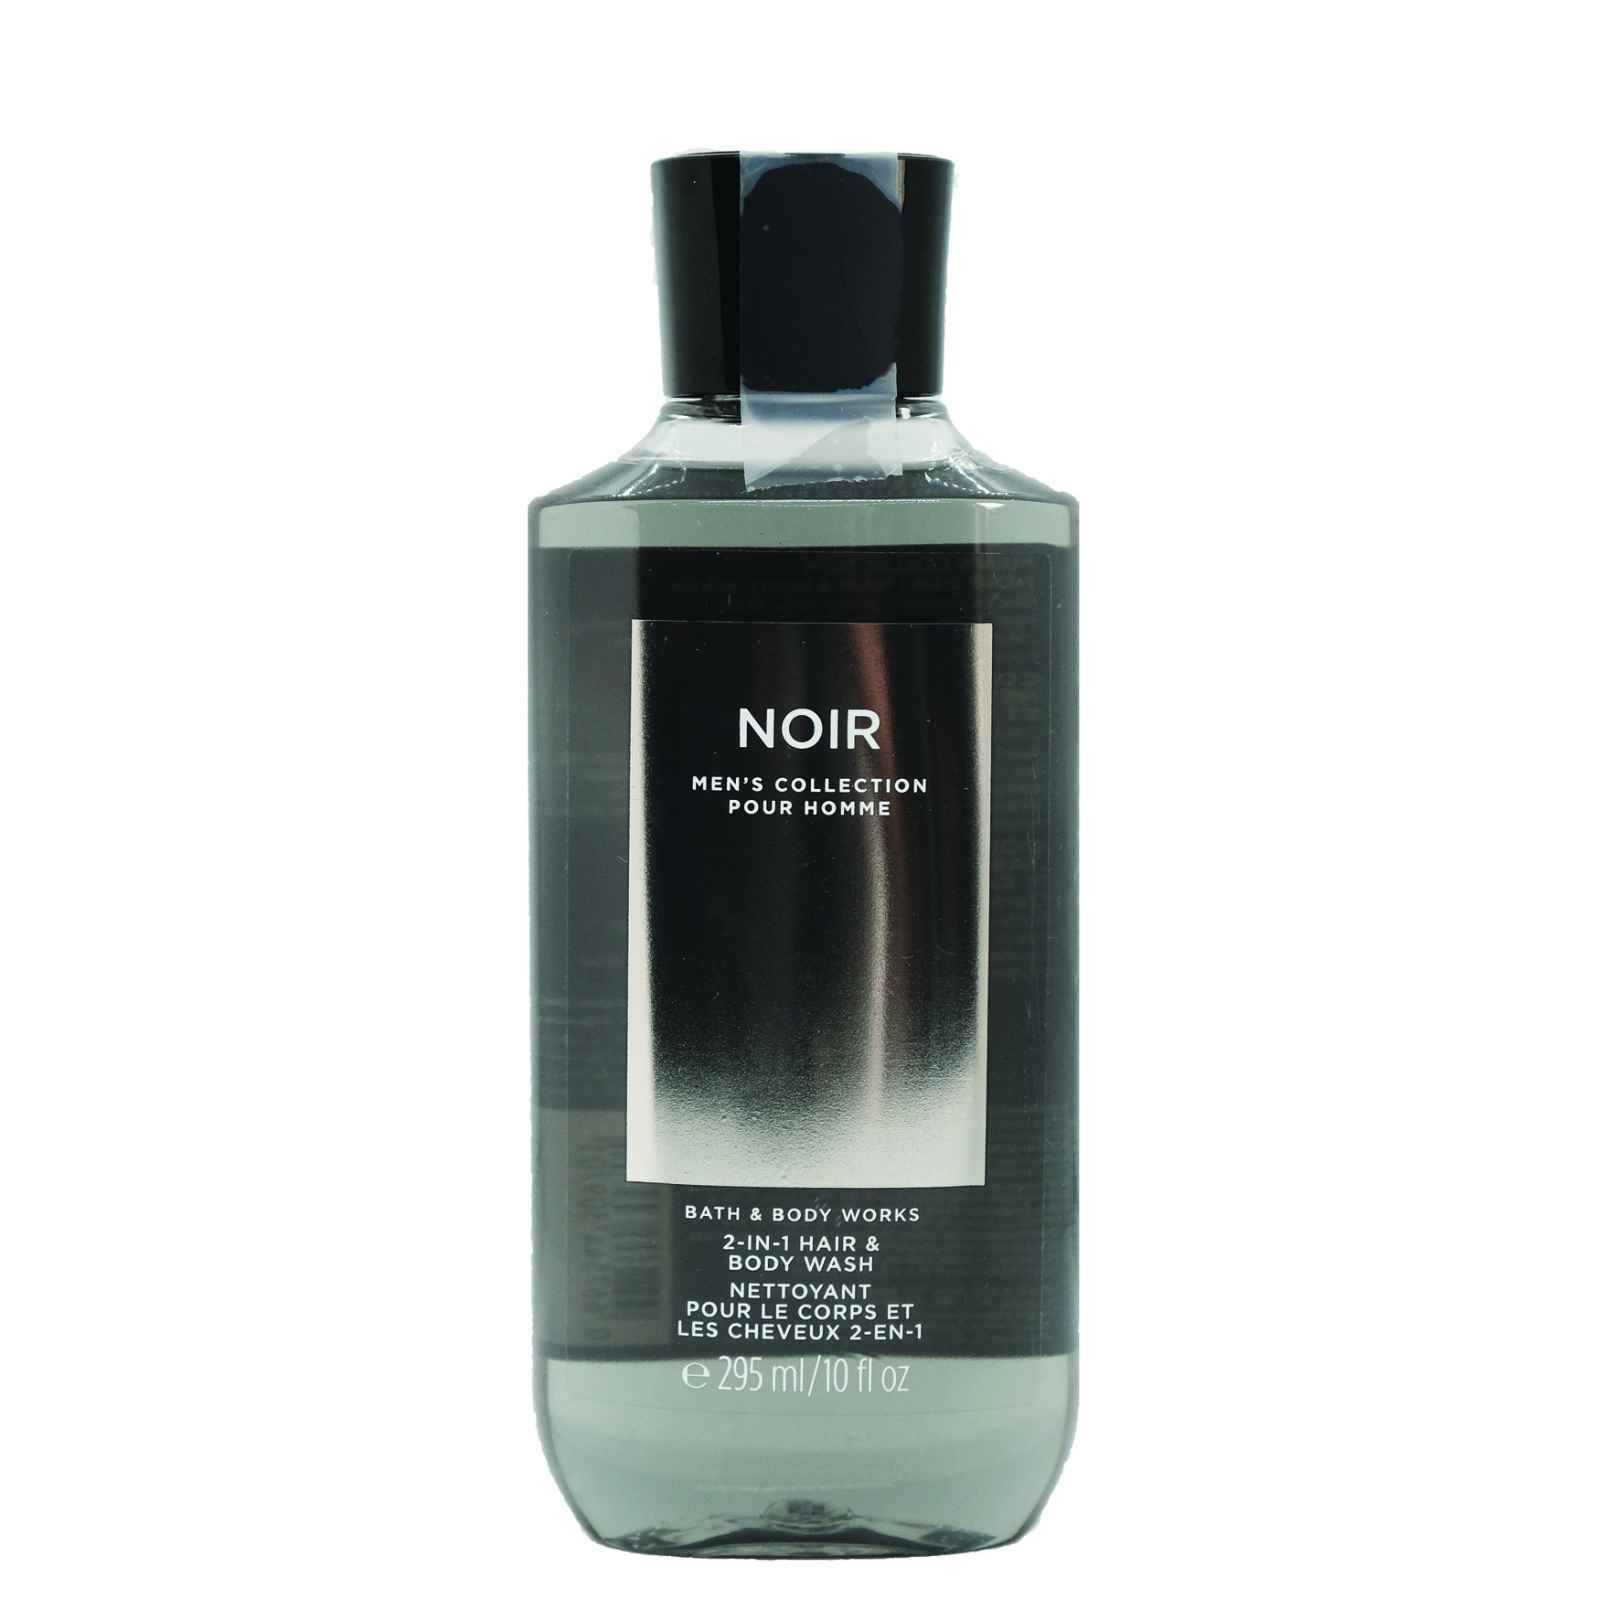 NOIR
MEN'S COLLECTION
POUR HOMME
BATH & BODY WORKS
2-IN-1 HAIR &
BODY WASH
NETTOYANT
POUR LE CORPS ET
LES CHEVEUX 2-EN-1
℮ 295 ml/10 fl oz